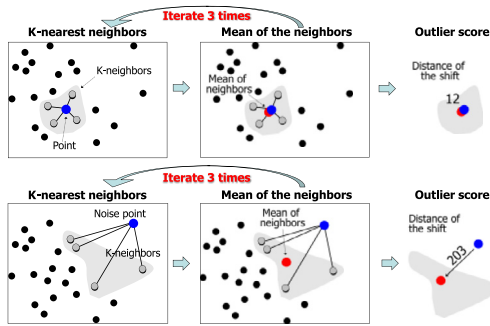 Iterate 3 times
K-nearest neighbors
Mean of the neighbors
Outlier score
K-neighbors
Point
Mean of
neighbors
Distance of
the shift
12
Iterate 3 times
K-nearest neighbors
Mean of the neighbors
Outlier score
Noise point
K-neighbors
Mean of
neighbors
Distance of
the shift
203